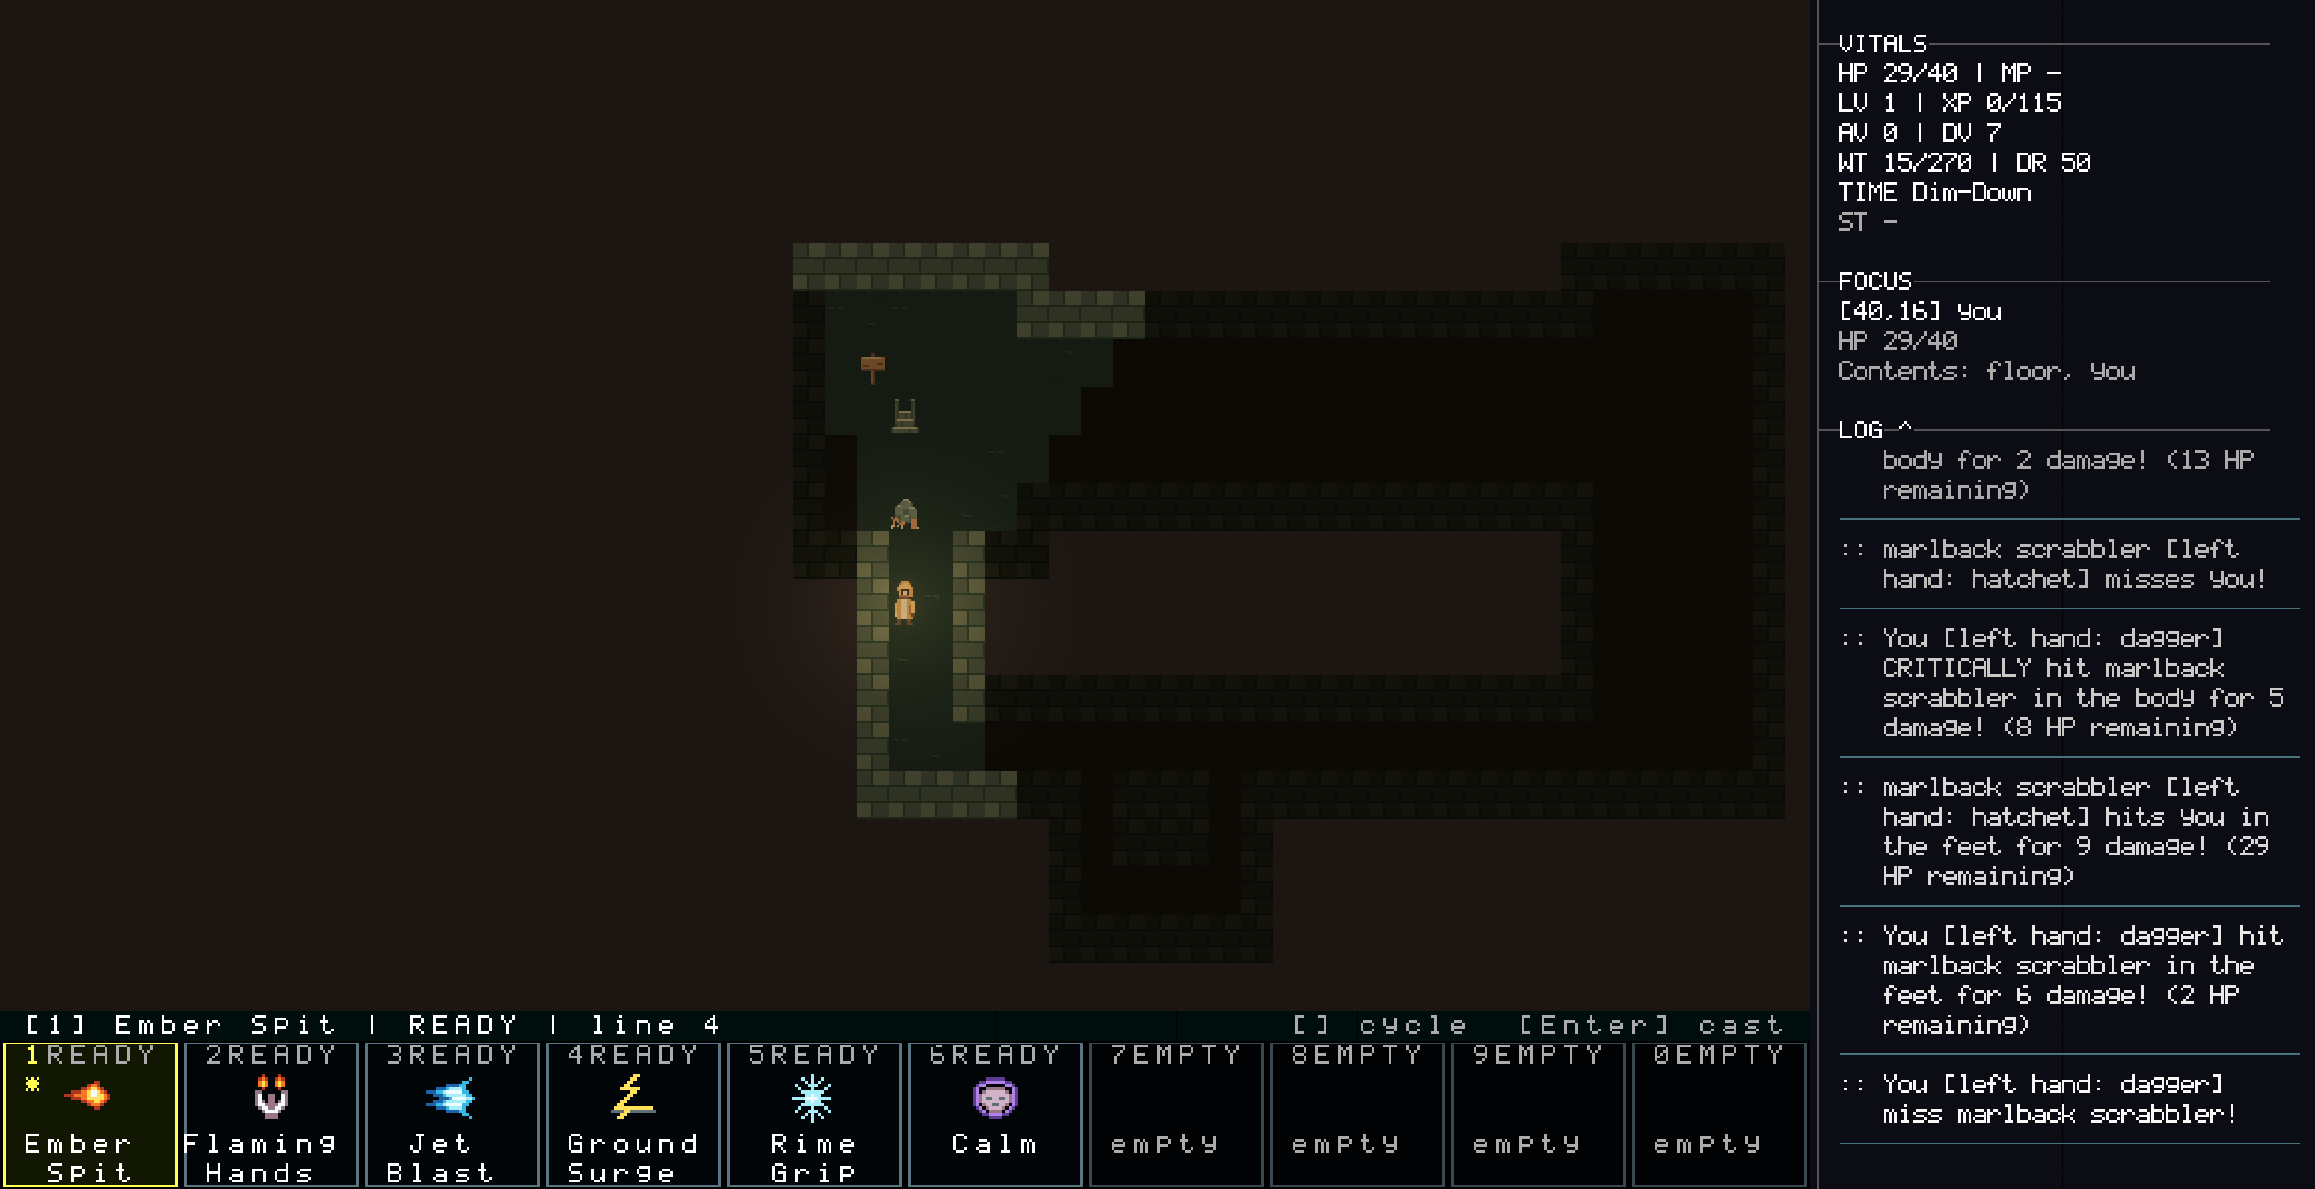 VITALS
HP 29/40 | MP -
LV 1 | XP 0/115
AV 0 | DV 7
WT 15/270 | DR 50
TIME Dim-Down
ST -
FOCUS
[40,16] you
HP 29/40
Contents: floor, you
LOG ^
body for 2 damage! (13 HP
remaining)
:: marlback scrabbler [left
hand: hatchet] misses you!
:: You [left hand: dagger]
CRITICALLY hit marlback
scrabbler in the body for 5
damage! (8 HP remaining)
:: marlback scrabbler [left
hand: hatchet] hits you in
the feet for 9 damage! (29
HP remaining)
:: You [left hand: dagger] hit
marlback scrabbler in the
feet for 6 damage! (2 HP
remaining)
:: You [left hand: dagger]
miss marlback scrabbler!
[1] Ember Spit | READY | line 4
[] cycle [Enter] cast
1READY 2READY 3READY 4READY 5READY 6READY 7EMPTY 8EMPTY 9EMPTY 0EMPTY
*
Ember Flaming Jet Ground Rime Calm empty empty empty empty
Spit Hands Blast Surge Grip